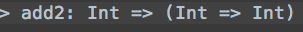 > add2: Int => (Int => Int)